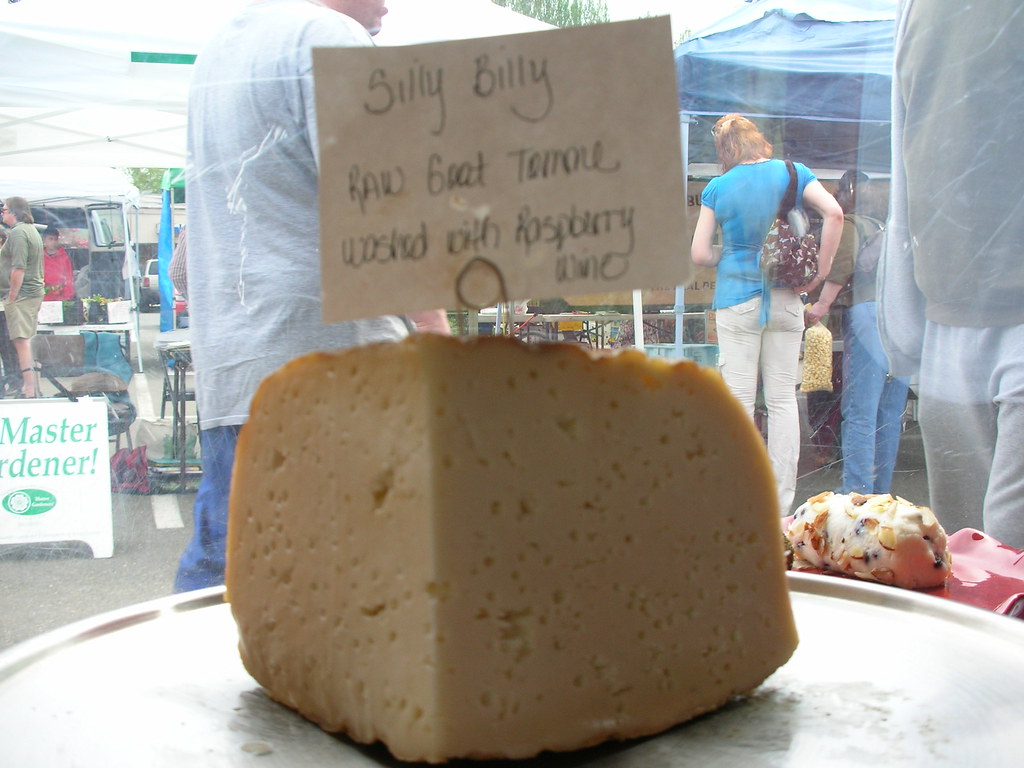 Silly Billy
RAW Goat Tomme
washed with Raspberry
wine
Master
rdener!